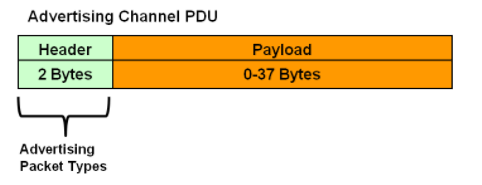 Advertising Channel PDU
Header Payload
2 Bytes 0-37 Bytes
Advertising
Packet Types